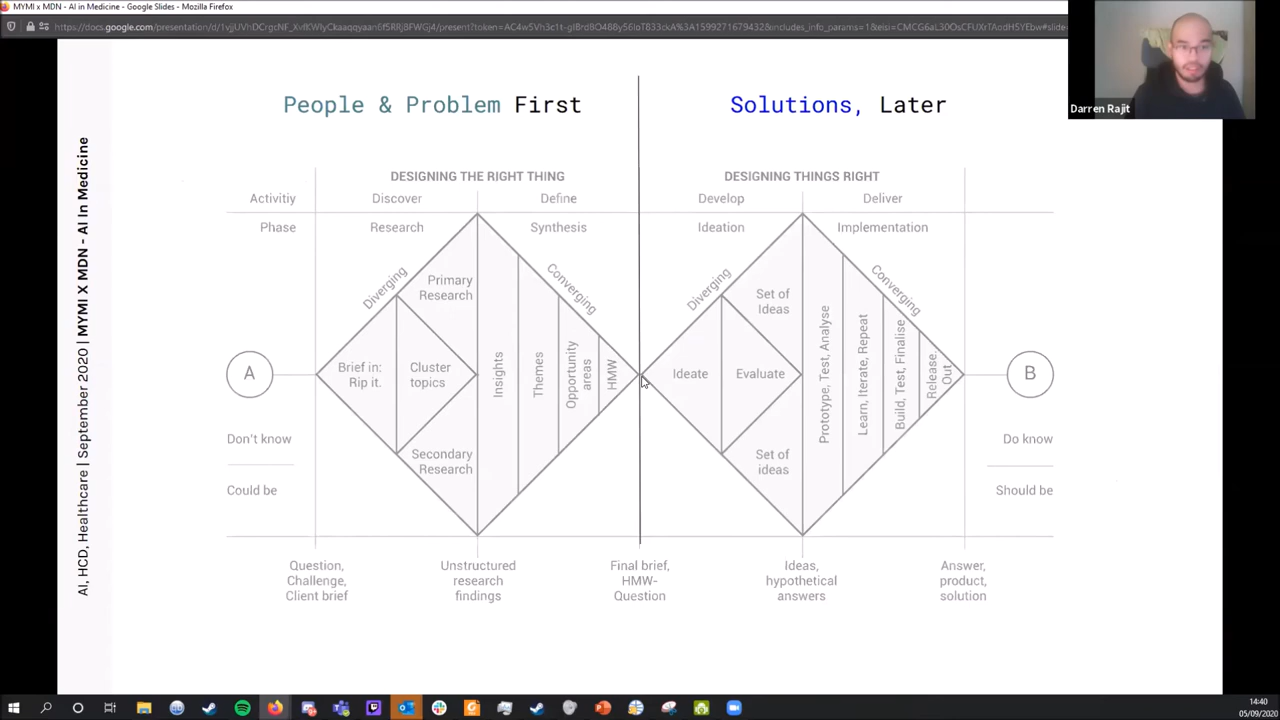 MYMI x MDN - AI in Medicine - Google Slides - Mozilla Firefox
Darren Rajit
AI, HCD, Healthcare | September 2020 | MYMI X MDN - AI In Medicine
People & Problem First
Solutions, Later
DESIGNING THE RIGHT THING
DESIGNING THINGS RIGHT
Activitiy
Discover
Define
Develop
Deliver
Phase
Research
Synthesis
Ideation
Implementation
Diverging
Converging
Diverging
Converging
Primary
Research
Set of
Ideas
A
Brief in:
Rip it.
Cluster
topics
Insights
Themes
Opportunity
areas
HMW
Ideate
Evaluate
Prototype, Test, Analyse
Learn, Iterate, Repeat
Build, Test, Finalise
Release.
Out.
B
Don't know
Do know
Secondary
Research
Set of
ideas
Could be
Should be
Question,
Challenge,
Client brief
Unstructured
research
findings
Final brief,
HMW-
Question
Ideas,
hypothetical
answers
Answer,
product,
solution
14:40
05/09/2020